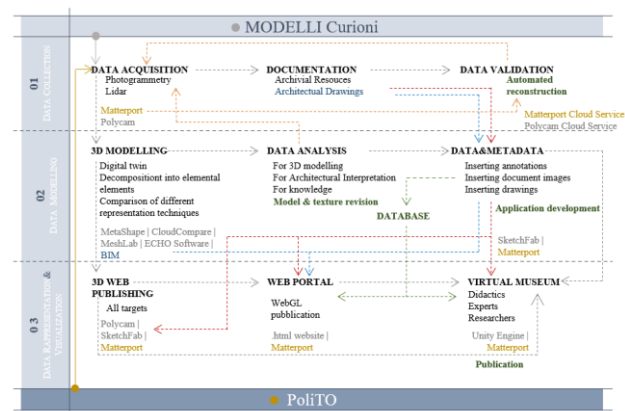 MODELLI Curioni
01
DATA COLLECTION
DATA ACQUISITION
Photogrammetry
Lidar
Matterport
Polycam
DOCUMENTATION
Archivial Resouces
Architectual Drawings
DATA VALIDATION
Automated
reconstruction
Matterport Cloud Service
Polycam Cloud Service
02
DATA MODELLING
3D MODELLING
Digital twin
Decompositiont into elemental
elements
Comparison of different
representation techniques
MetaShape | CloudCompare |
MeshLab | ECHO Software |
BIM
DATA ANALYSIS
For 3D modelling
For Architectural Interpretation
For knowledge
Model & texture revision
DATABASE
DATA&METADATA
Inserting annotations
Inserting document images
Inserting drawings
Application development
SketchFab |
Matterport
03
DATA RAPPRESENTATION &
VISUALIZATION
3D WEB
PUBLISHING
All targets
Polycam |
SketchFab |
Matterport
WEB PORTAL
WebGL
pubblication
.html website |
Matterport
VIRTUAL MUSEUM
Didactics
Experts
Researchers
Unity Engine |
Matterport
Publication
PoliTO